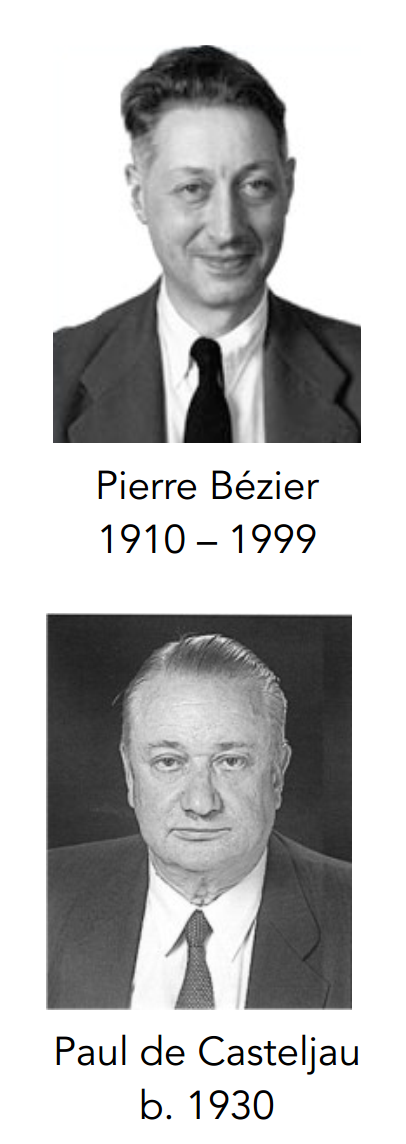 Pierre Bézier
1910 – 1999
Paul de Casteljau
b. 1930